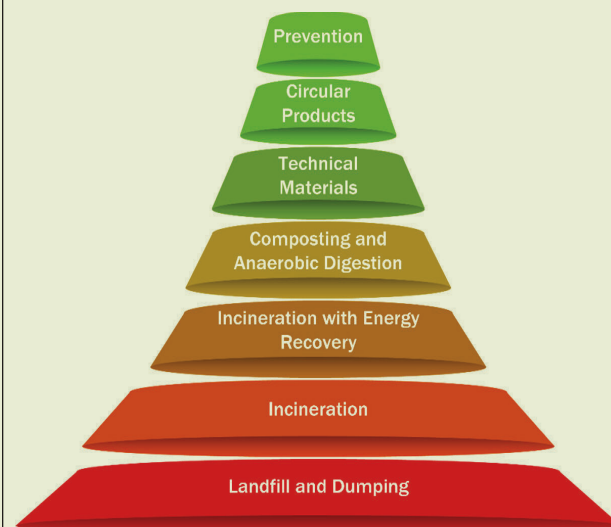 Prevention
Circular
Products
Technical
Materials
Composting and
Anaerobic Digestion
Incineration with Energy
Recovery
Incineration
Landfill and Dumping